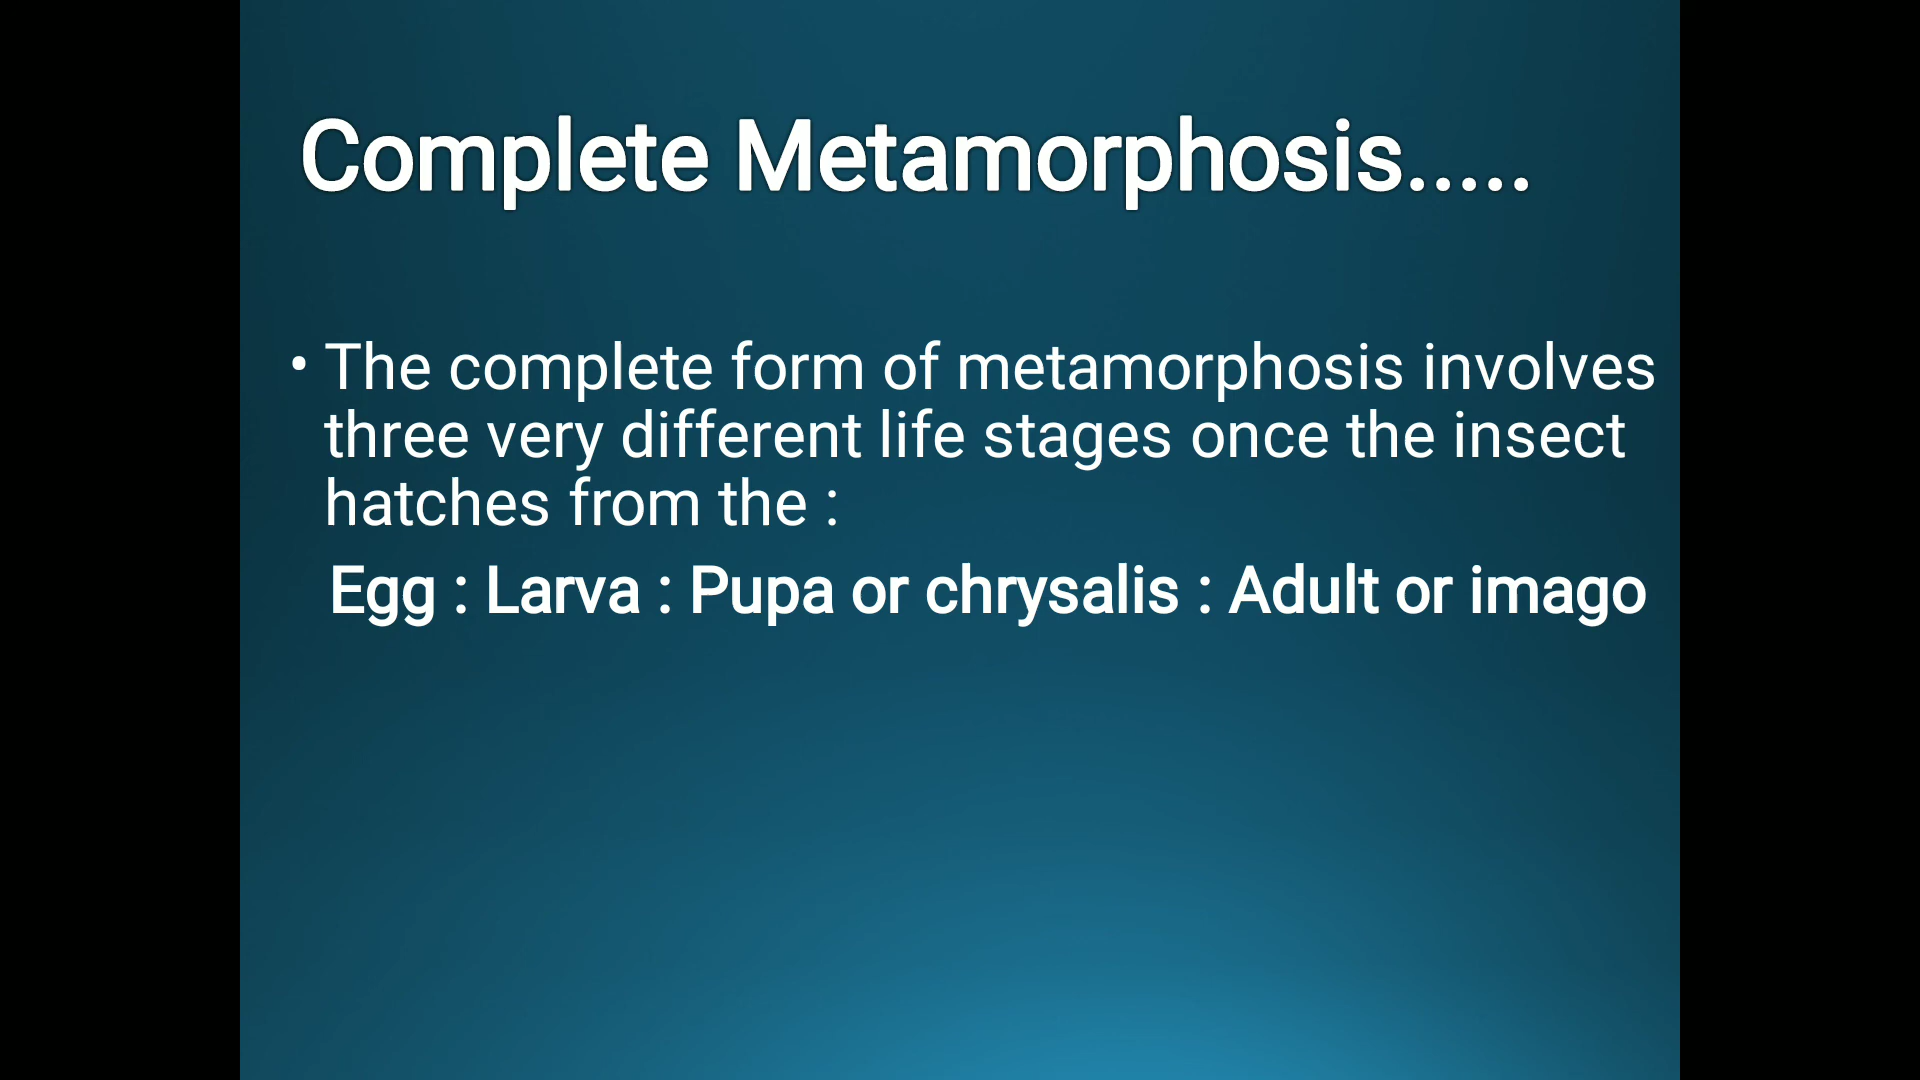 Complete Metamorphosis.....
• The complete form of metamorphosis involves
three very different life stages once the insect
hatches from the :
Egg : Larva : Pupa or chrysalis : Adult or imago